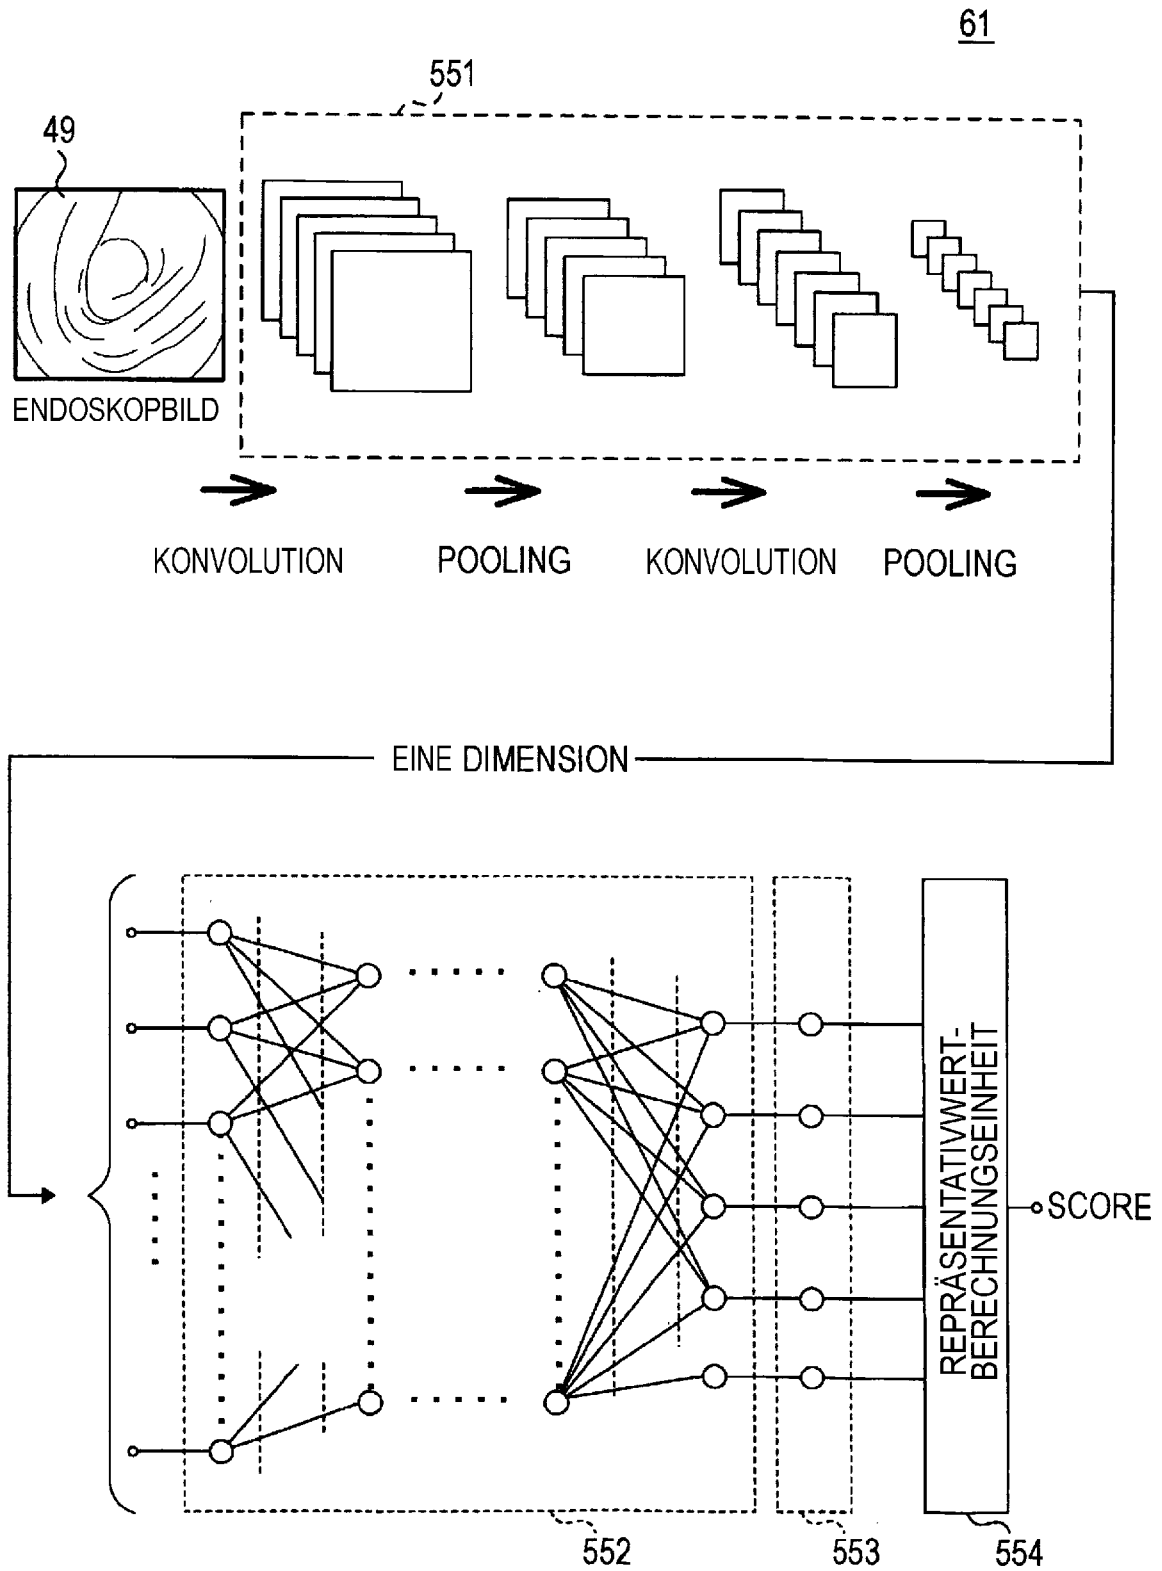 61
551
49
ENDOSKOPBILD
KONVOLUTION POOLING KONVOLUTION POOLING
EINE DIMENSION
REPRÄSENTATIVWERT-
BERECHNUNGSEINHEIT
SCORE
552
553
554